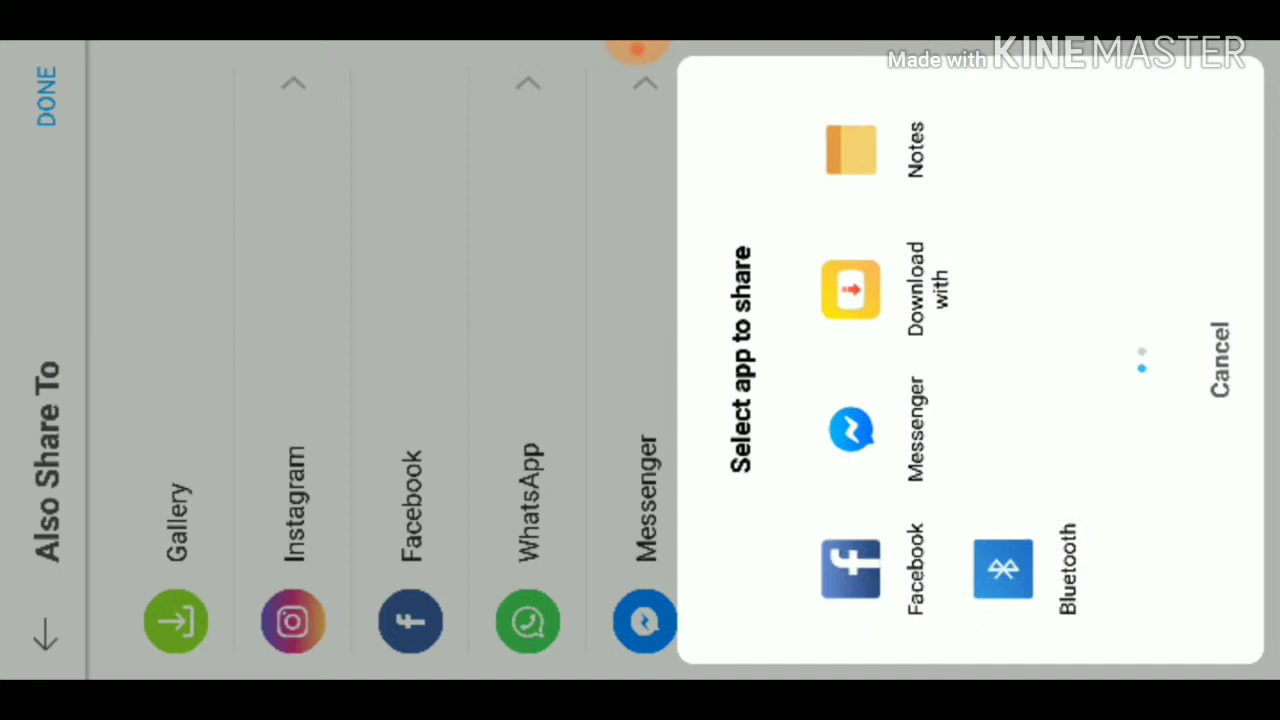 Made with KINEMASTER
Also Share To
DONE
Gallery
Instagram
Facebook
WhatsApp
Messenger
Select app to share
Facebook
Messenger
Download
with
Notes
Bluetooth
Cancel